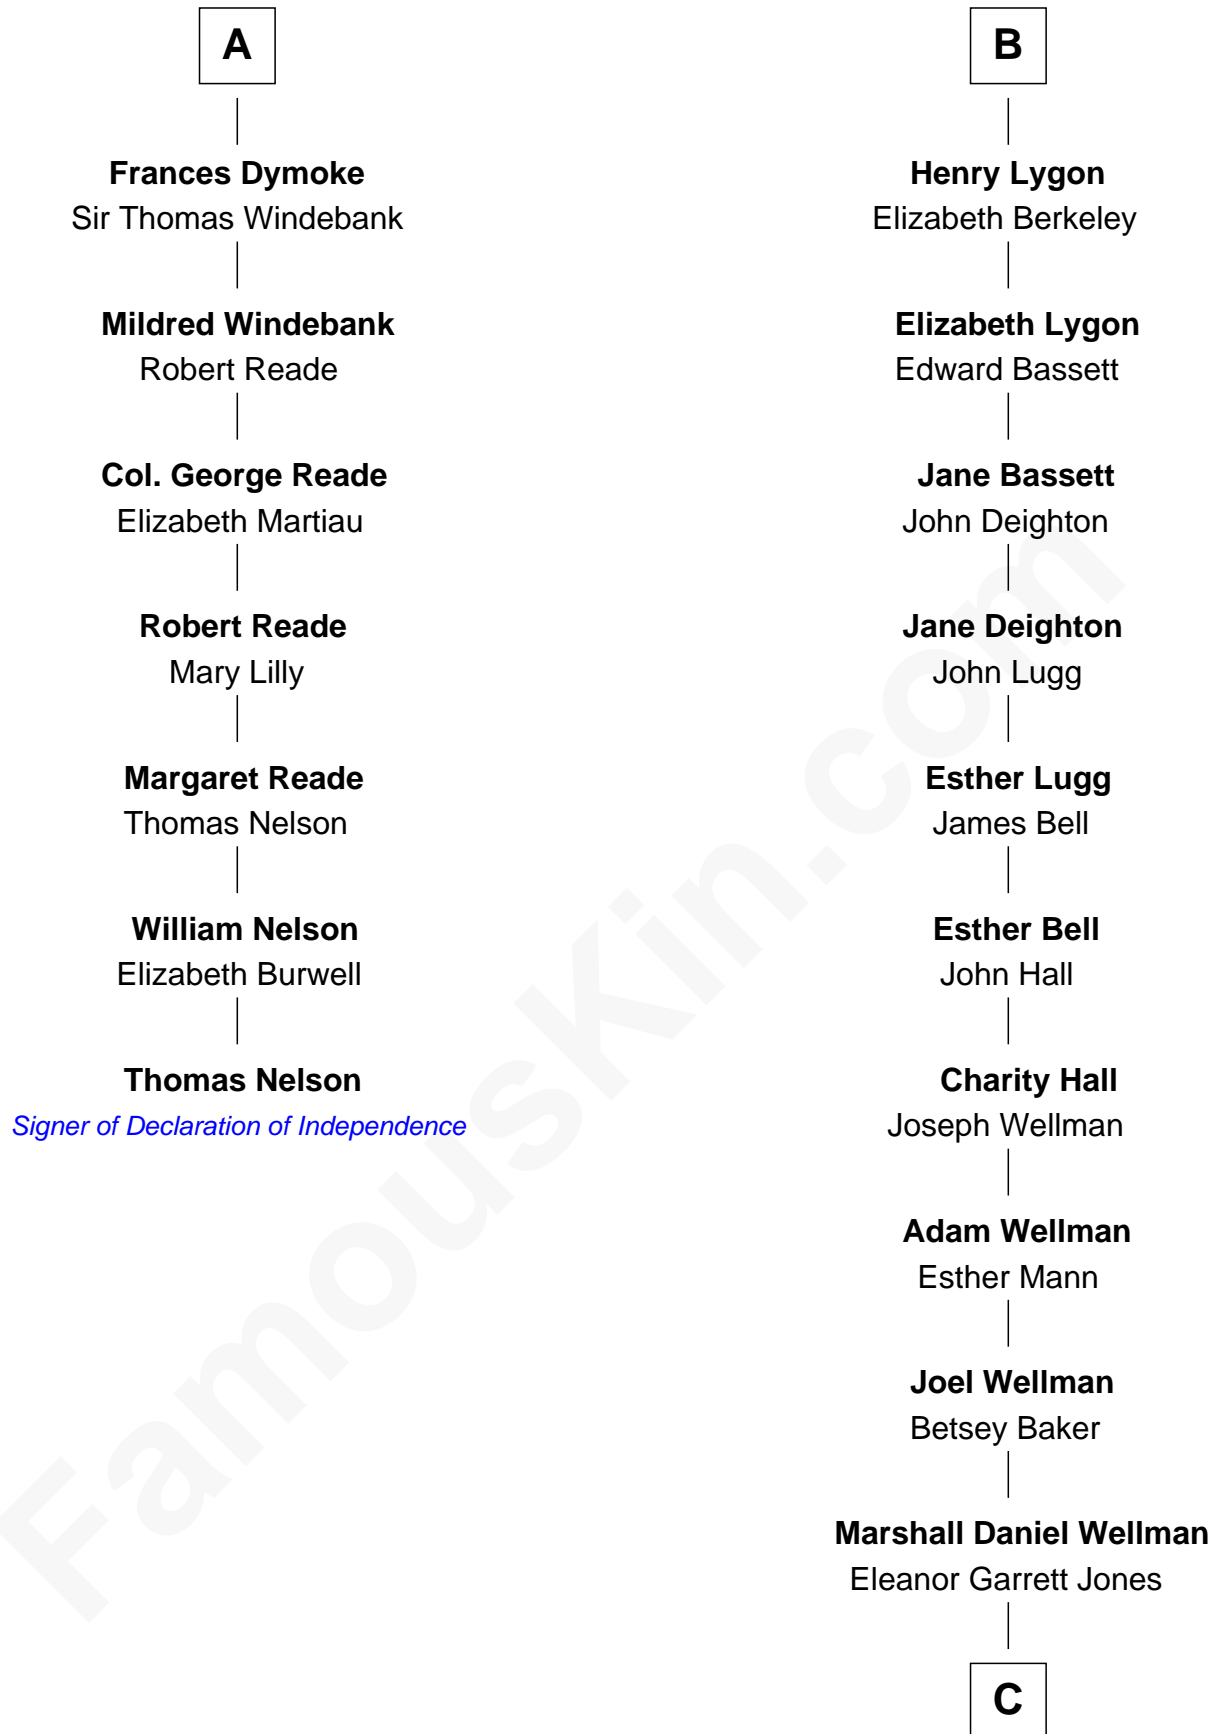 A
Frances Dymoke
Sir Thomas Windebank
Mildred Windebank
Robert Reade
Col. George Reade
Elizabeth Martiau
Robert Reade
Mary Lilly
Margaret Reade
Thomas Nelson
William Nelson
Elizabeth Burwell
Thomas Nelson
Signer of Declaration of Independence
B
Henry Lygon
Elizabeth Berkeley
Elizabeth Lygon
Edward Bassett
Jane Bassett
John Deighton
Jane Deighton
John Lugg
Esther Lugg
James Bell
Esther Bell
John Hall
Charity Hall
Joseph Wellman
Adam Wellman
Esther Mann
Joel Wellman
Betsey Baker
Marshall Daniel Wellman
Eleanor Garrett Jones
C
FamousKin.com